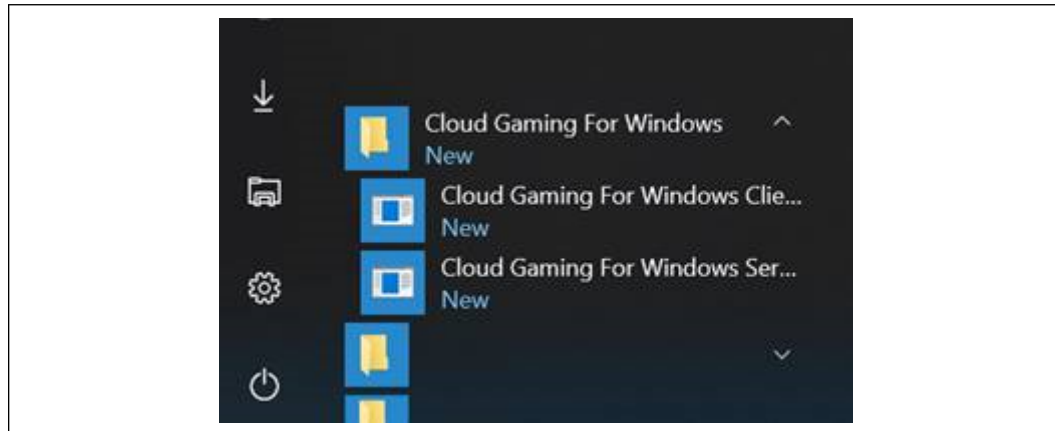 Cloud Gaming For Windows
New
Cloud Gaming For Windows Clie...
New
Cloud Gaming For Windows Ser...
New